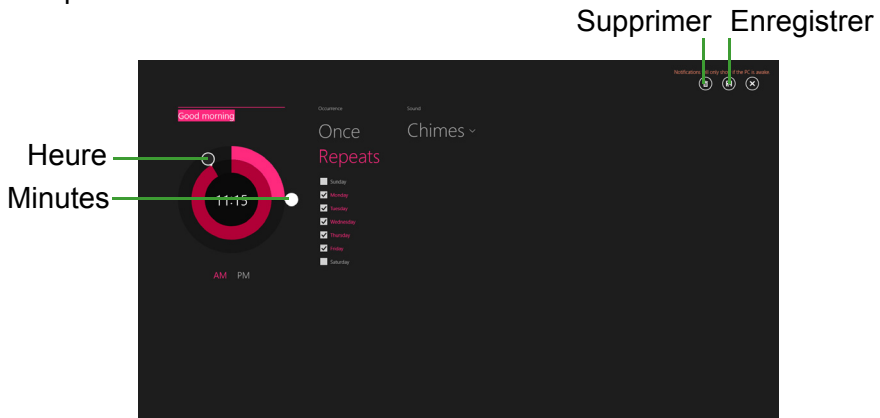 Supprimer Enregistrer
Notifications will only show if the PC is awake
Good morning
Heure
Minutes
11:15
AM PM
Occurrence
Once
Repeats
Sunday
Monday
Tuesday
Wednesday
Thursday
Friday
Saturday
Sound
Chimes